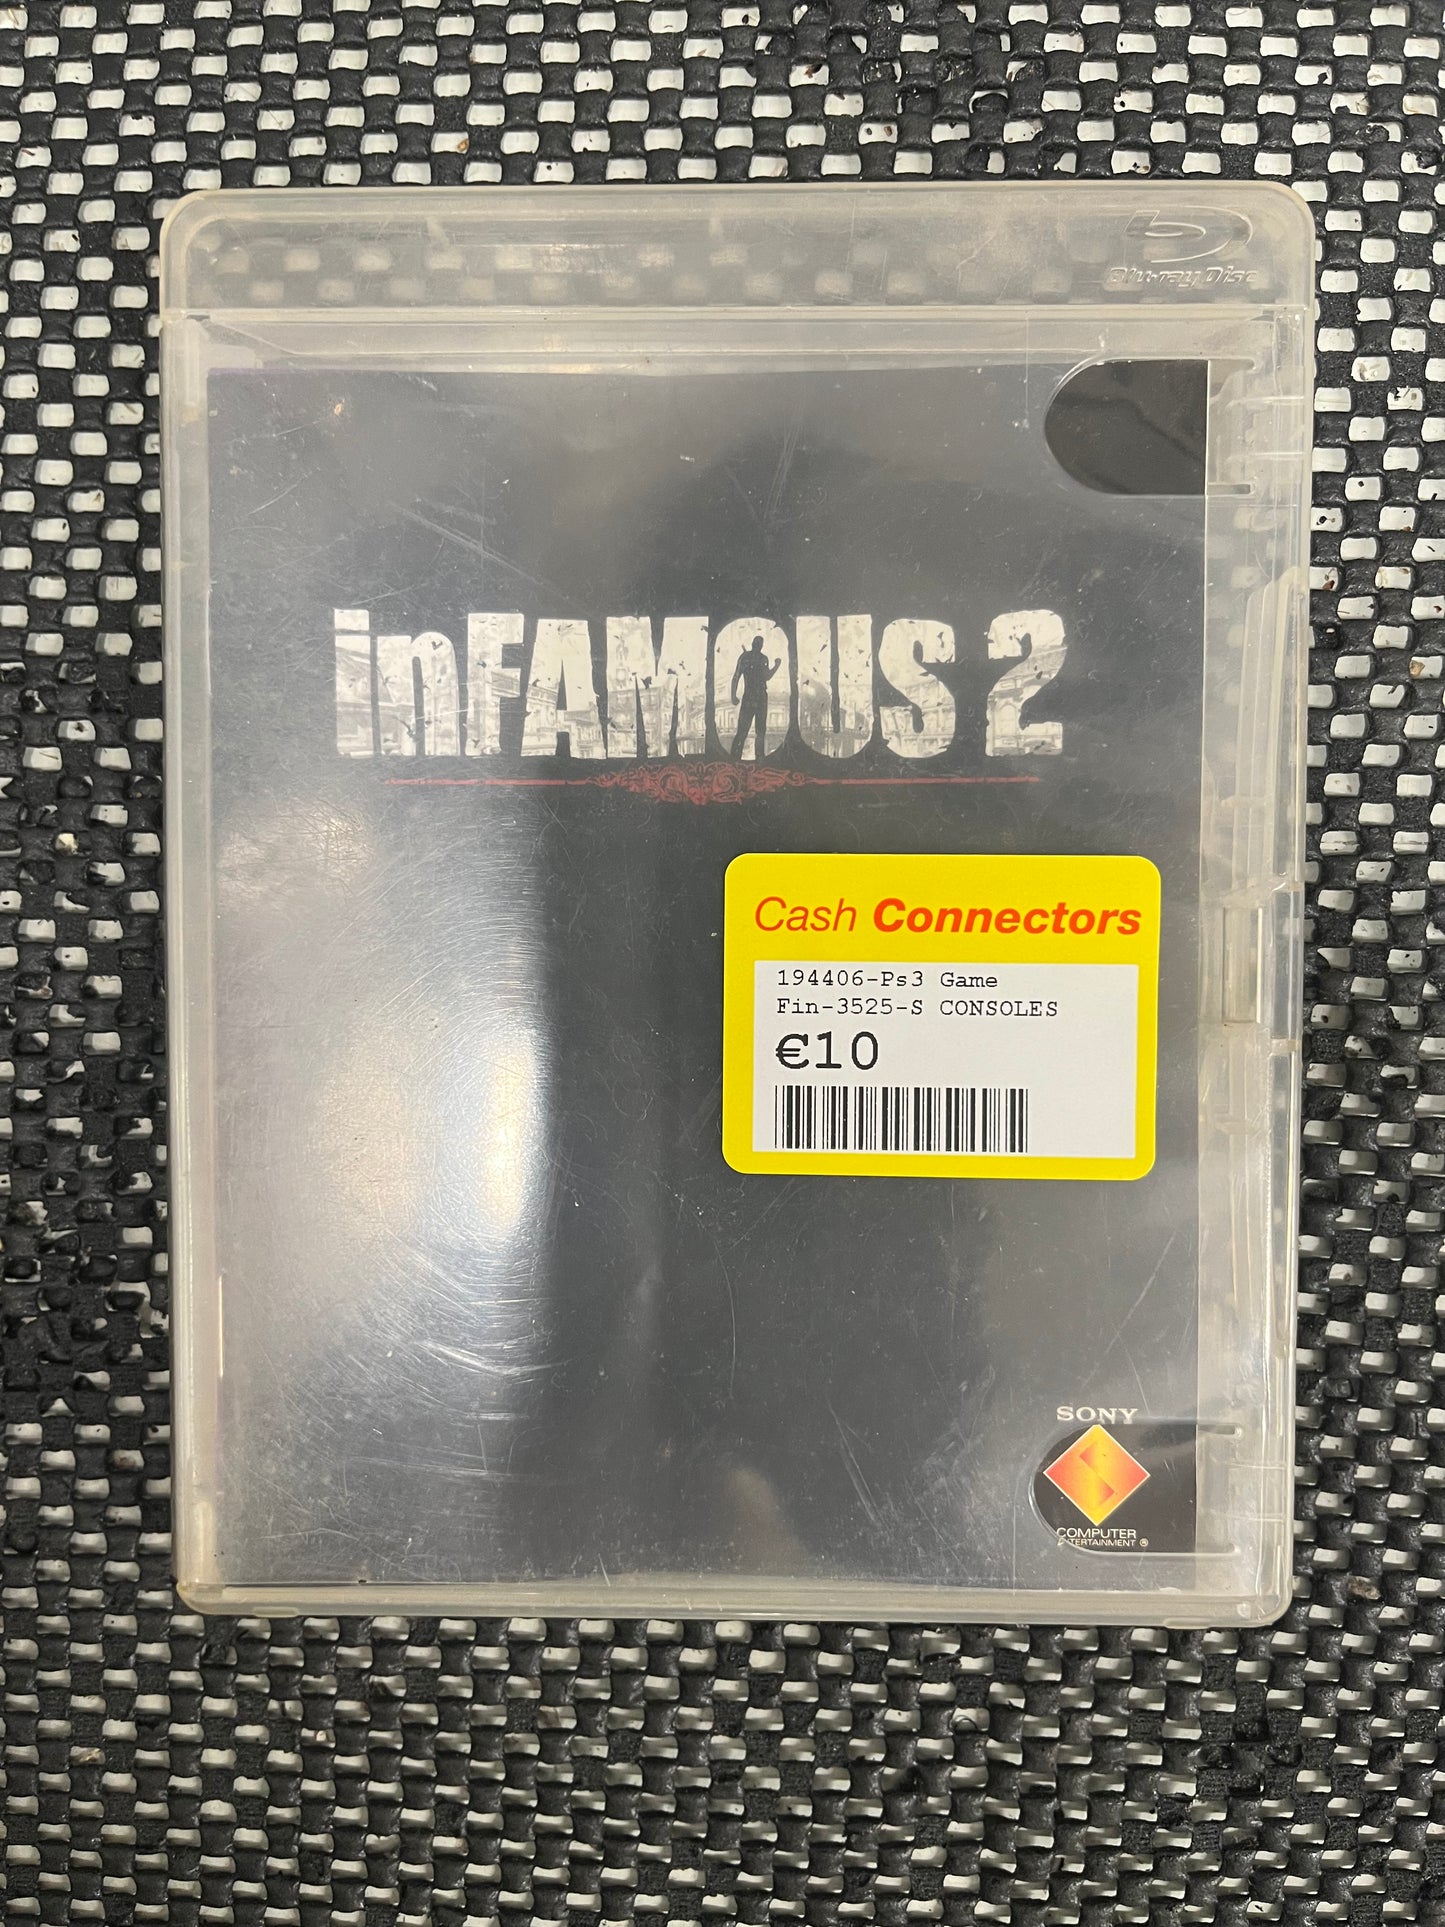 Blu-ray Disc
inFAMOUS 2
Cash Connectors
194406-Ps3 Game
Fin-3525-S CONSOLES
€10
SONY
COMPUTER
ENTERTAINMENT ®